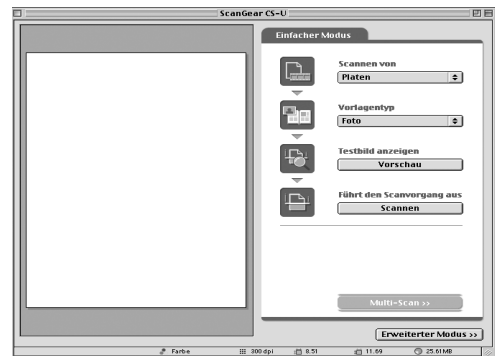 ScanGear CS-U
Einfacher Modus
Scannen von
Platen
Vorlagentyp
Foto
Testbild anzeigen
Vorschau
Führt den Scanvorgang aus
Scannen
Multi-Scan >>
Erweiterter Modus >>
Farbe 300 dpi 8.51 11.69 25.61MB